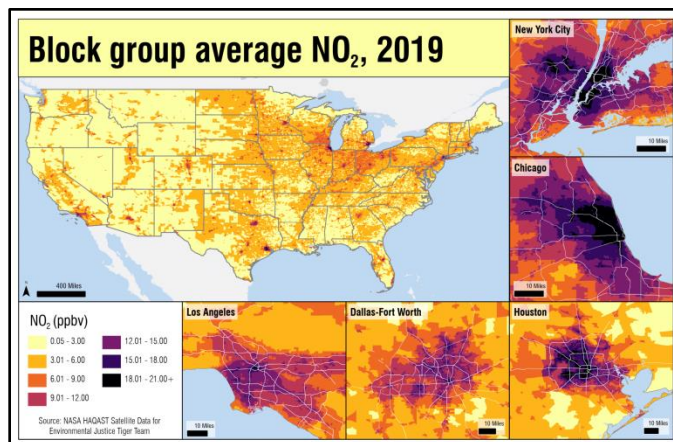 Block group average NO₂, 2019
400 Miles
New York City
10 Miles
Chicago
10 Miles
NO₂ (ppbv)
0.05 - 3.00
3.01 - 6.00
6.01 - 9.00
9.01 - 12.00
12.01 - 15.00
15.01 - 18.00
18.01 - 21.00+
Source: NASA HAQAST Satellite Data for
Environmental Justice Tiger Team
Los Angeles
10 Miles
Dallas-Fort Worth
10 Miles
Houston
10 Miles